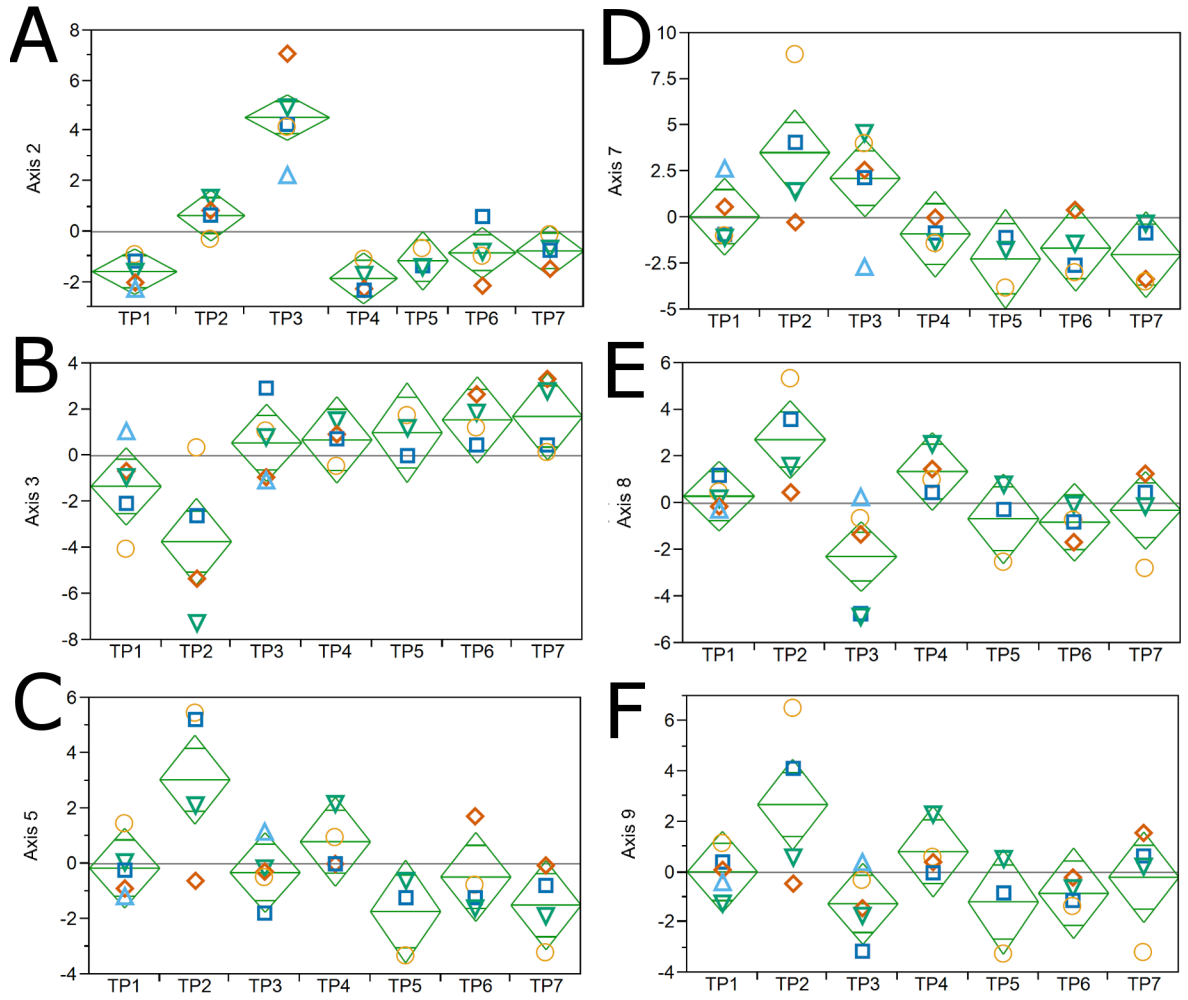 A
8
6
4
2
0
-2
Axis 2
TP1 TP2 TP3 TP4 TP5 TP6 TP7
B
4
2
0
-2
-4
-6
-8
Axis 3
TP1 TP2 TP3 TP4 TP5 TP6 TP7
C
6
4
2
0
-2
-4
Axis 5
TP1 TP2 TP3 TP4 TP5 TP6 TP7
D
10
7.5
5
2.5
0
-2.5
-5
Axis 7
TP1 TP2 TP3 TP4 TP5 TP6 TP7
E
6
4
2
0
-2
-4
-6
Axis 8
TP1 TP2 TP3 TP4 TP5 TP6 TP7
F
6
4
2
0
-2
-4
Axis 9
TP1 TP2 TP3 TP4 TP5 TP6 TP7